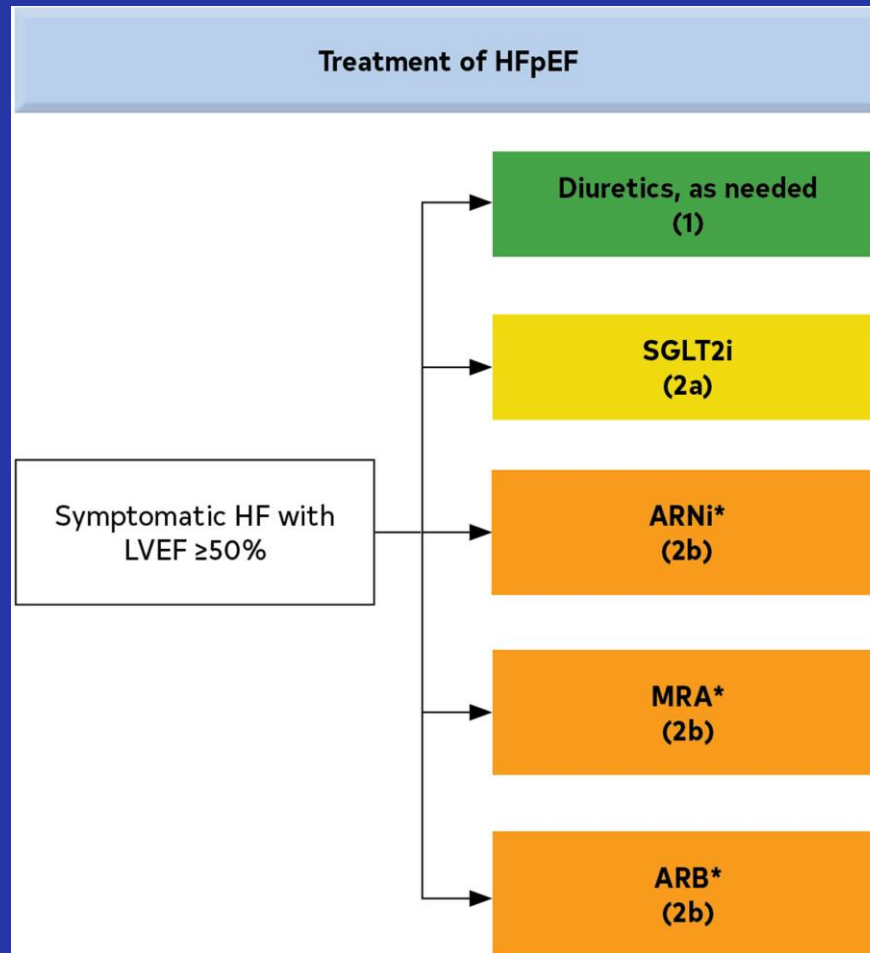 Treatment of HFpEF
Diuretics, as needed
(1)
SGLT2i
(2a)
Symptomatic HF with
LVEF ≥50%
ARNi*
(2b)
MRA*
(2b)
ARB*
(2b)